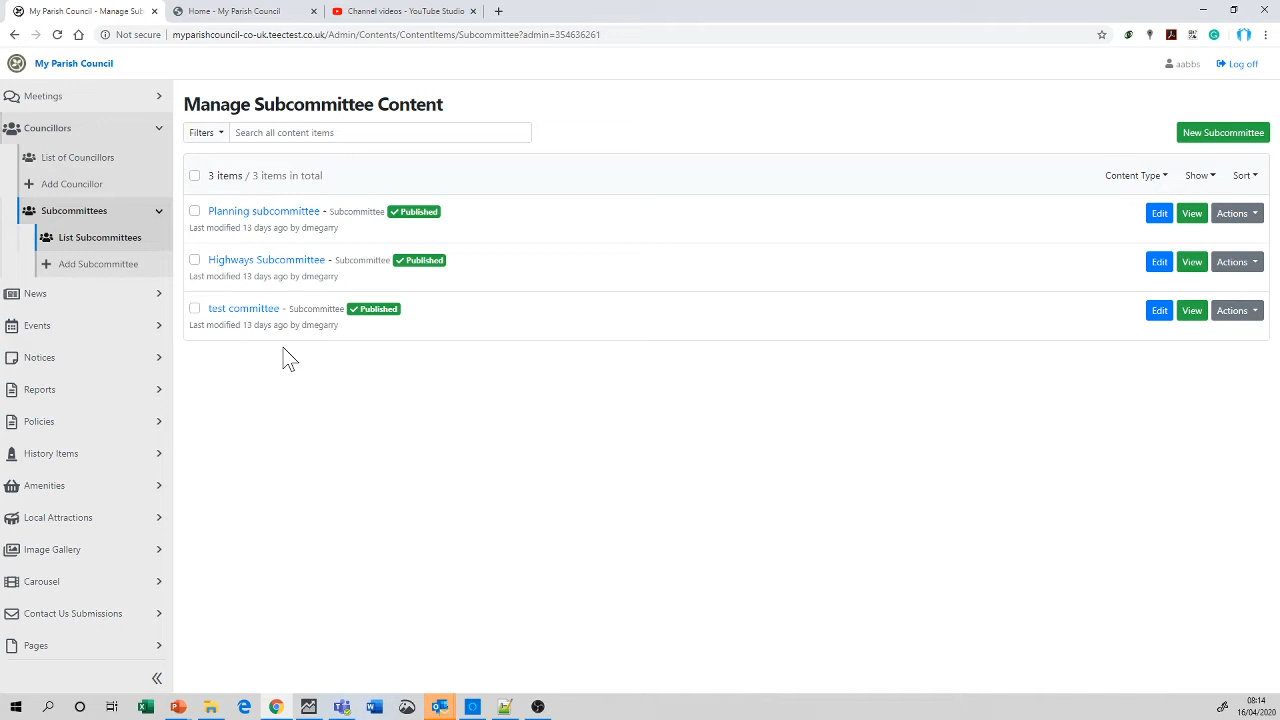 My Parish Council - Manage Sub
Home - My Parish Council
Channel videos - YouTube Studio
Not secure
myparishcouncil-co-uk.teectest.co.uk/Admin/Contents/ContentItems/Subcommittee?admin=354636261
My Parish Council
aabbs
Log off
Meetings
Councillors
List of Councillors
Add Councillor
Subcommittees
List Subcommittees
Add Subcommittee
News
Events
Notices
Reports
Policies
History Items
Amenities
Local Attractions
Image Gallery
Carousel
Contact Us Submissions
Pages
Manage Subcommittee Content
Filters
Search all content items
New Subcommittee
3 items / 3 items in total
Content Type
Show
Sort
Planning subcommittee - Subcommittee Published
Last modified 13 days ago by dmegarry
Edit View Actions
Highways Subcommittee - Subcommittee Published
Last modified 13 days ago by dmegarry
Edit View Actions
test committee - Subcommittee Published
Last modified 13 days ago by dmegarry
Edit View Actions
08:14
16/04/2020